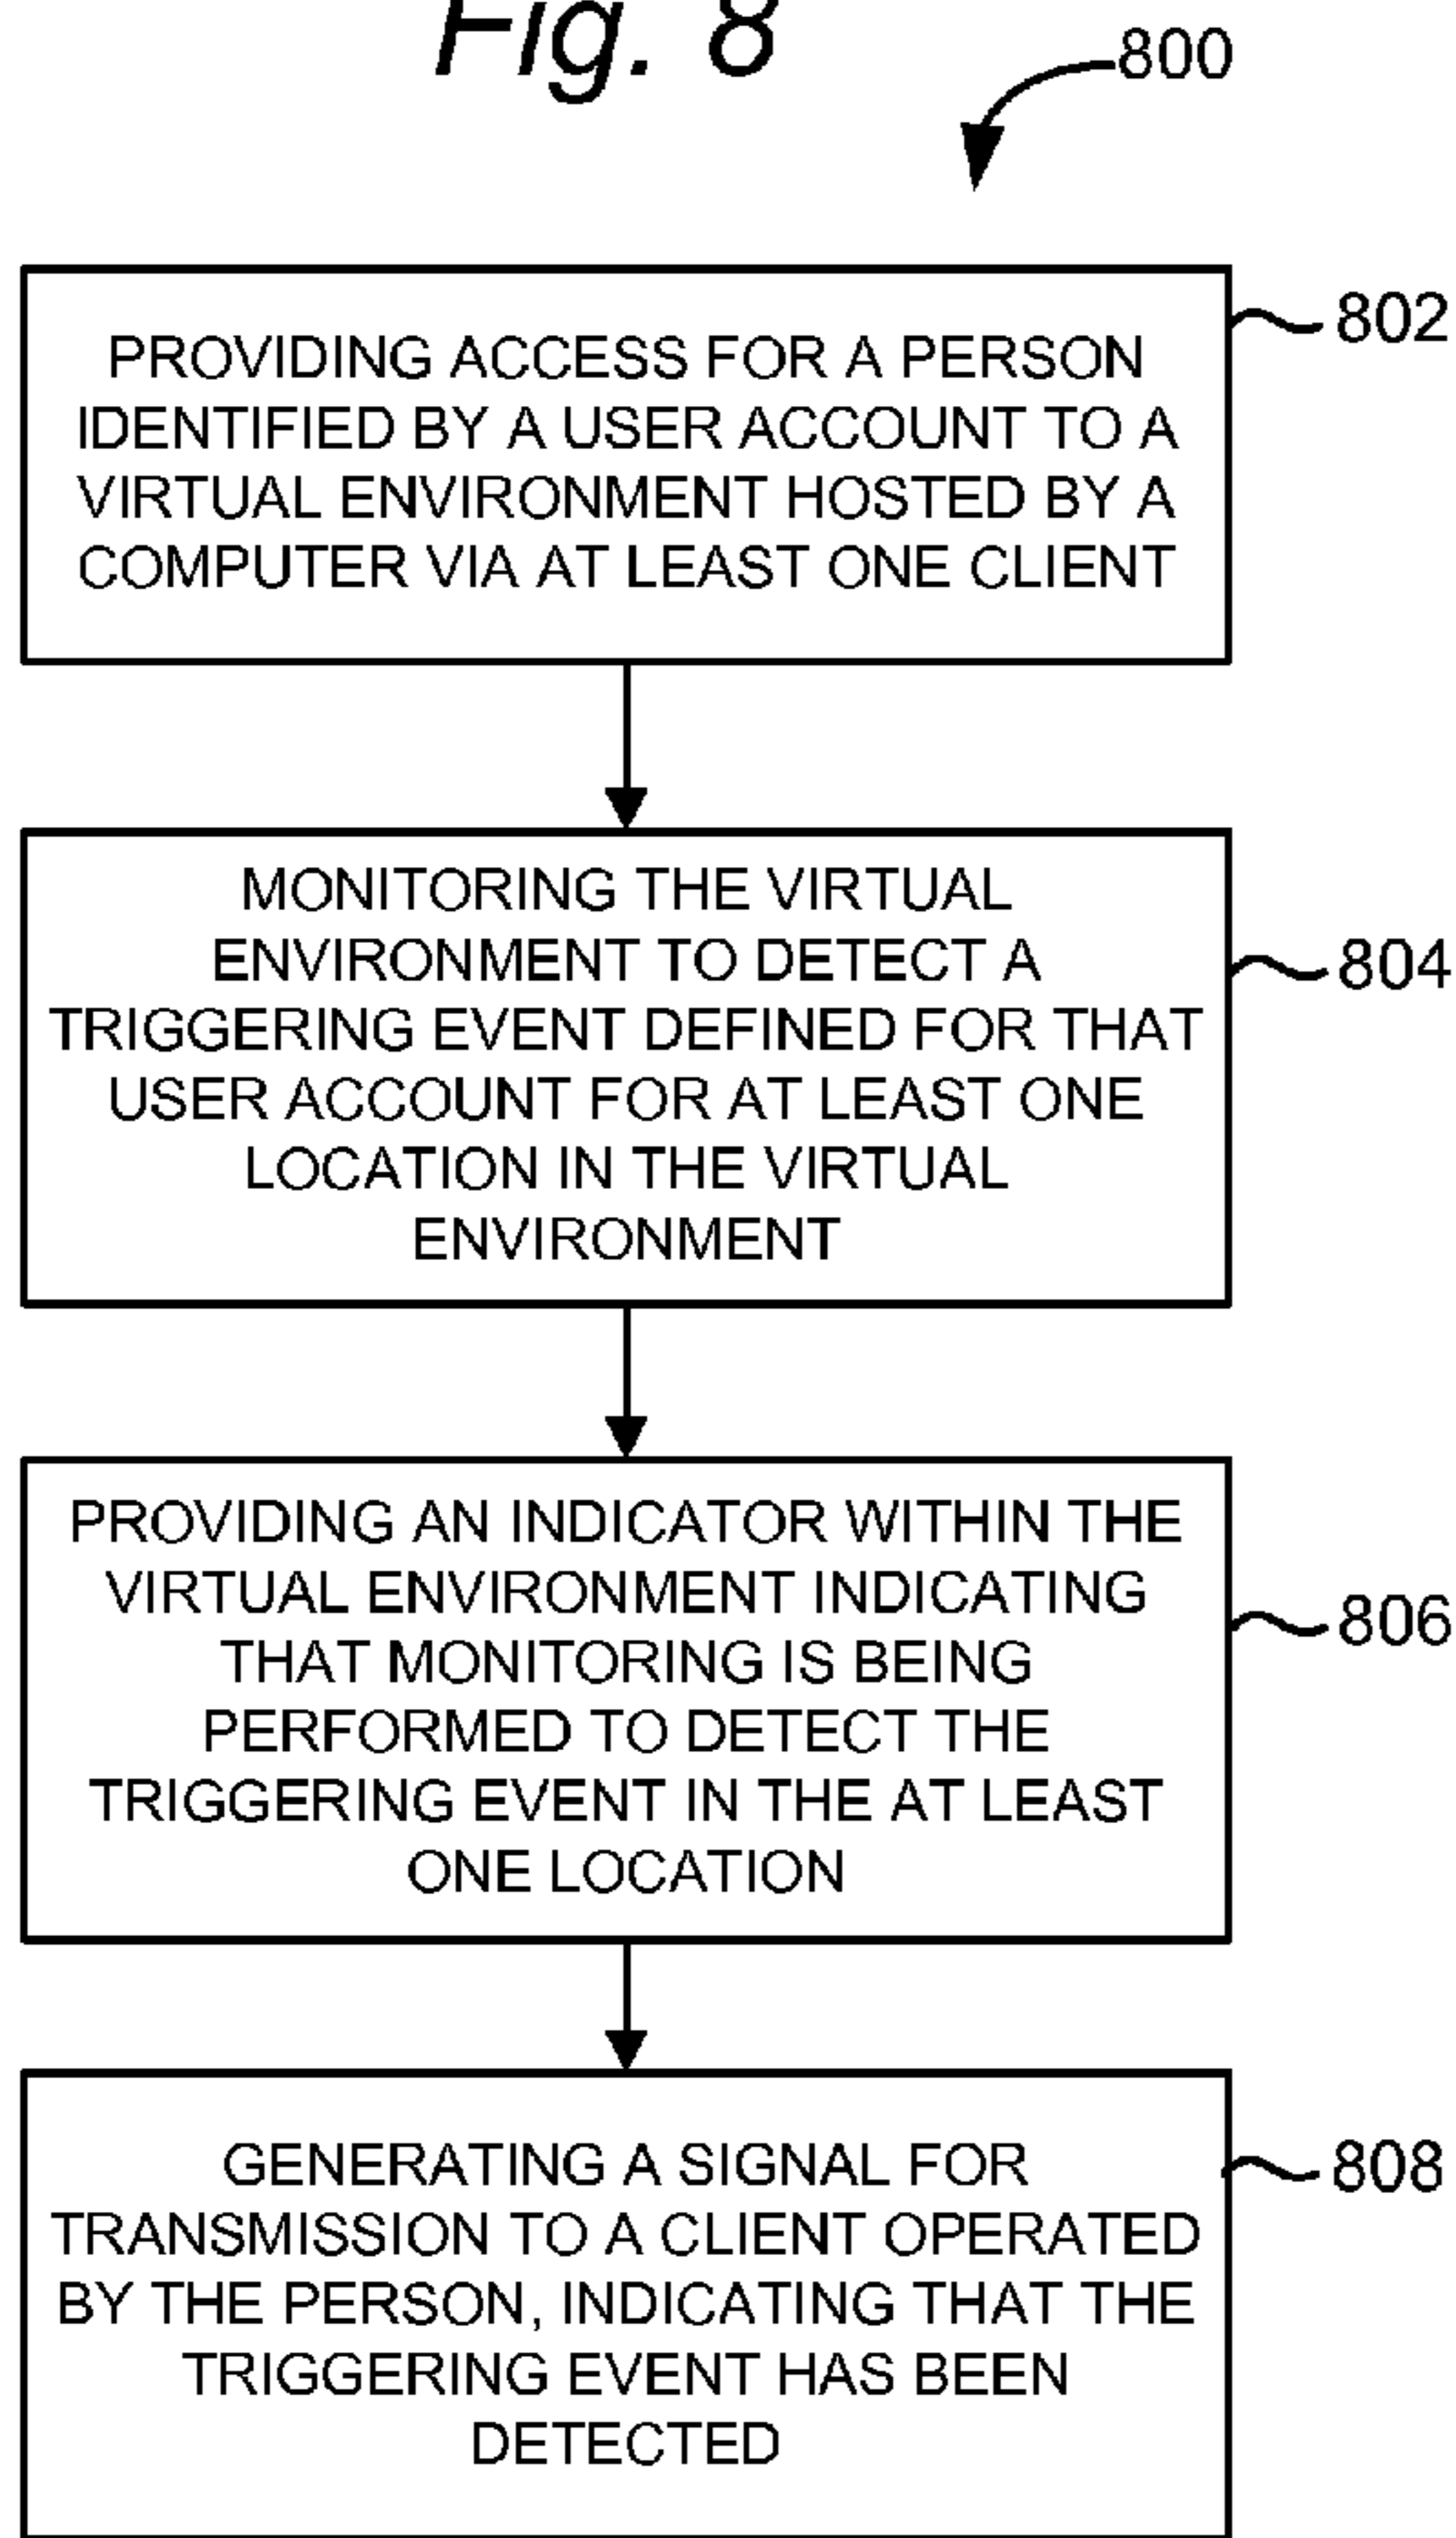 Fig. 8
800
PROVIDING ACCESS FOR A PERSON
IDENTIFIED BY A USER ACCOUNT TO A
VIRTUAL ENVIRONMENT HOSTED BY A
COMPUTER VIA AT LEAST ONE CLIENT
802
MONITORING THE VIRTUAL
ENVIRONMENT TO DETECT A
TRIGGERING EVENT DEFINED FOR THAT
USER ACCOUNT FOR AT LEAST ONE
LOCATION IN THE VIRTUAL
ENVIRONMENT
804
PROVIDING AN INDICATOR WITHIN THE
VIRTUAL ENVIRONMENT INDICATING
THAT MONITORING IS BEING
PERFORMED TO DETECT THE
TRIGGERING EVENT IN THE AT LEAST
ONE LOCATION
806
GENERATING A SIGNAL FOR
TRANSMISSION TO A CLIENT OPERATED
BY THE PERSON, INDICATING THAT THE
TRIGGERING EVENT HAS BEEN
DETECTED
808